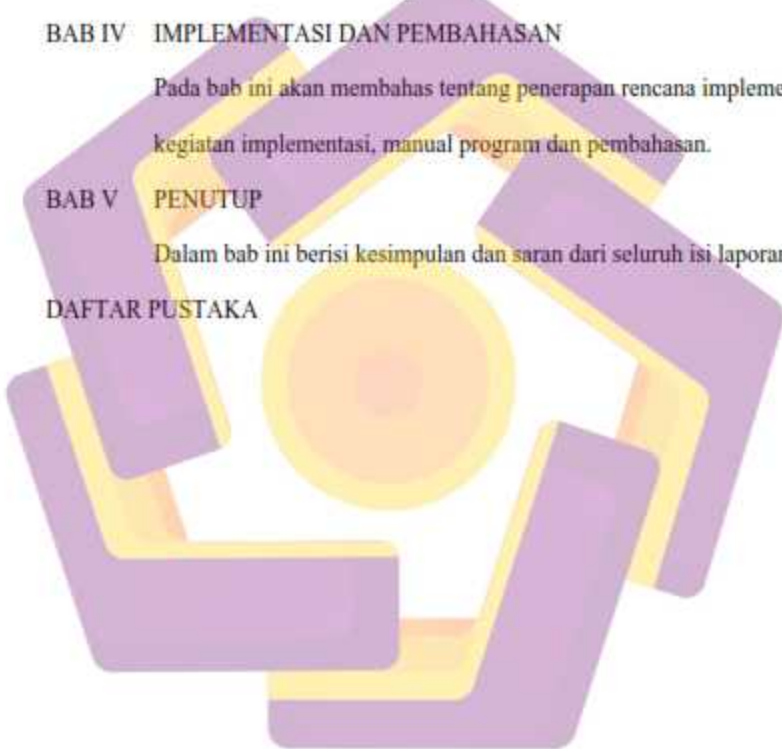 BAB IV IMPLEMENTASI DAN PEMBAHASAN
Pada bab ini akan membahas tentang penerapan rencana impleme
kegiatan implementasi, manual program dan pembahasan.
BAB V PENUTUP
Dalam bab ini berisi kesimpulan dan saran dari seluruh isi laporan
DAFTAR PUSTAKA